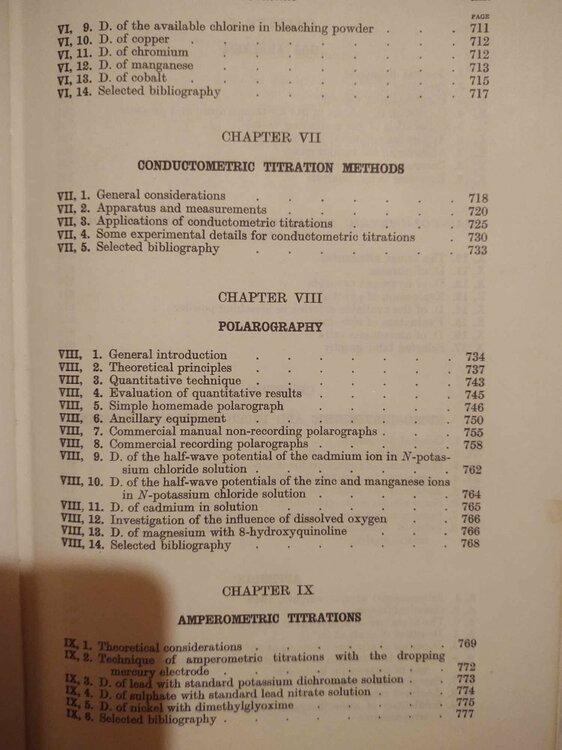 PAGE
VI, 9. D. of the available chlorine in bleaching powder . . . 711
VI, 10. D. of copper . . . . . . . . 712
VI, 11. D. of chromium . . . . . . . . 712
VI, 12. D. of manganese . . . . . . . . 713
VI, 13. D. of cobalt . . . . . . . . 715
VI, 14. Selected bibliography . . . . . . . 717
CHAPTER VII
CONDUCTOMETRIC TITRATION METHODS
VII, 1. General considerations . . . . . . . 718
VII, 2. Apparatus and measurements . . . . . . 720
VII, 3. Applications of conductometric titrations . . . . 725
VII, 4. Some experimental details for conductometric titrations . 730
VII, 5. Selected bibliography . . . . . . . 733
CHAPTER VIII
POLAROGRAPHY
VIII, 1. General introduction . . . . . . . 734
VIII, 2. Theoretical principles . . . . . . . 737
VIII, 3. Quantitative technique . . . . . . . 743
VIII, 4. Evaluation of quantitative results . . . . . 745
VIII, 5. Simple homemade polarograph . . . . . 746
VIII, 6. Ancillary equipment . . . . . . . 750
VIII, 7. Commercial manual non-recording polarographs . . . 755
VIII, 8. Commercial recording polarographs . . . . . 758
VIII, 9. D. of the half-wave potential of the cadmium ion in N-potas-
sium chloride solution . . . . . . . 762
VIII, 10. D. of the half-wave potentials of the zinc and manganese ions
in N-potassium chloride solution . . . . . 764
VIII, 11. D. of cadmium in solution . . . . . . 765
VIII, 12. Investigation of the influence of dissolved oxygen . . 766
VIII, 13. D. of magnesium with 8-hydroxyquinoline . . . . 766
VIII, 14. Selected bibliography . . . . . . . 768
CHAPTER IX
AMPEROMETRIC TITRATIONS
IX, 1. Theoretical considerations . . . . . . . 769
IX, 2. Technique of amperometric titrations with the dropping
mercury electrode . . . . . . . . 772
IX, 3. D. of lead with standard potassium dichromate solution . . 773
IX, 4. D. of sulphate with standard lead nitrate solution . . . 774
IX, 5. D. of nickel with dimethylglyoxime . . . . . 775
IX, 6. Selected bibliography . . . . . . . . 777